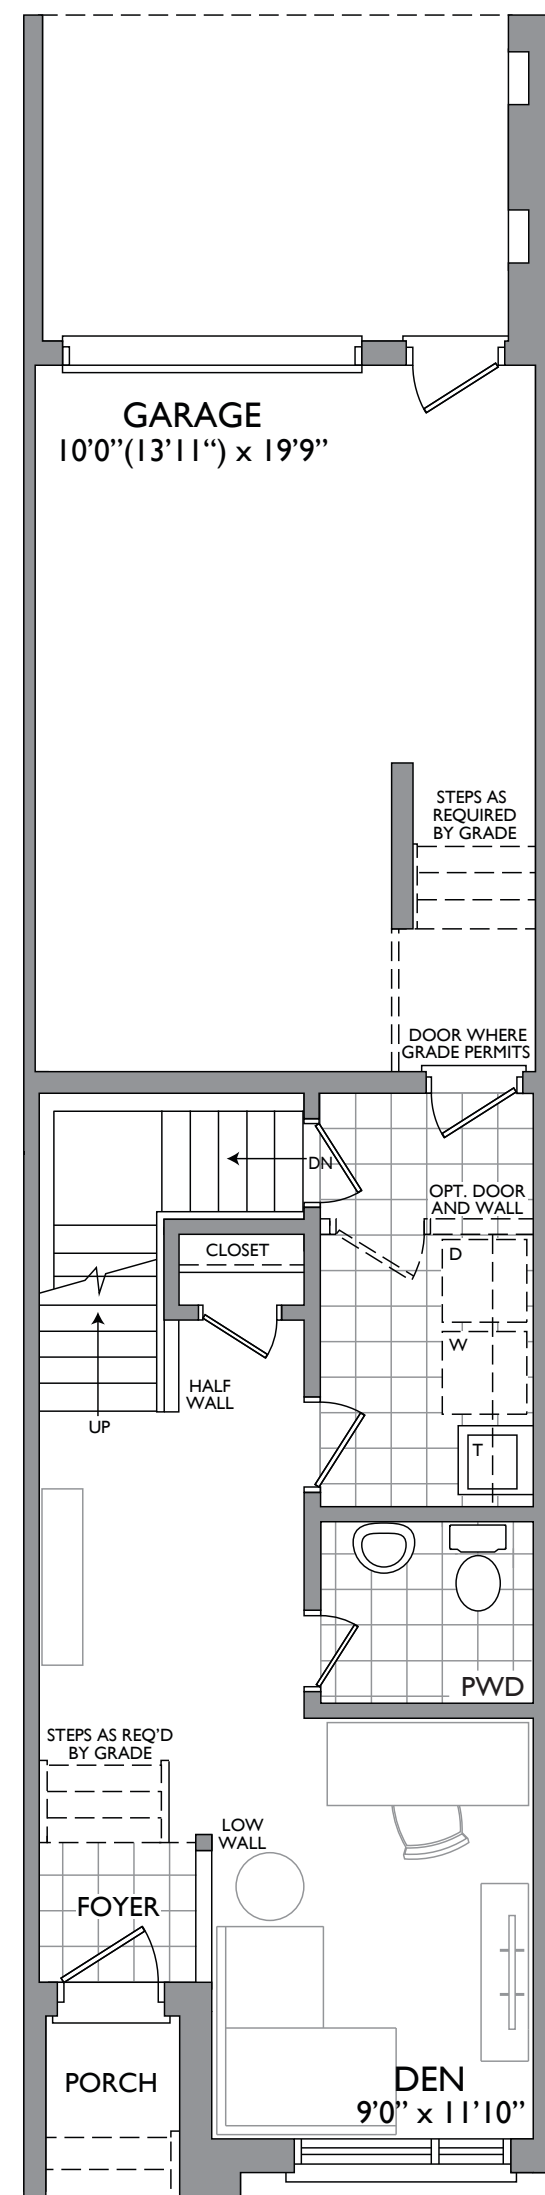 GARAGE
10’0”(13’11“) x 19’9”
STEPS AS
REQUIRED
BY GRADE
DOOR WHERE
GRADE PERMITS
DN
OPT. DOOR
AND WALL
CLOSET
D
W
HALF
WALL
UP
T
PWD
STEPS AS REQ’D
BY GRADE
LOW
WALL
FOYER
PORCH
DEN
9’0” x 11’10”